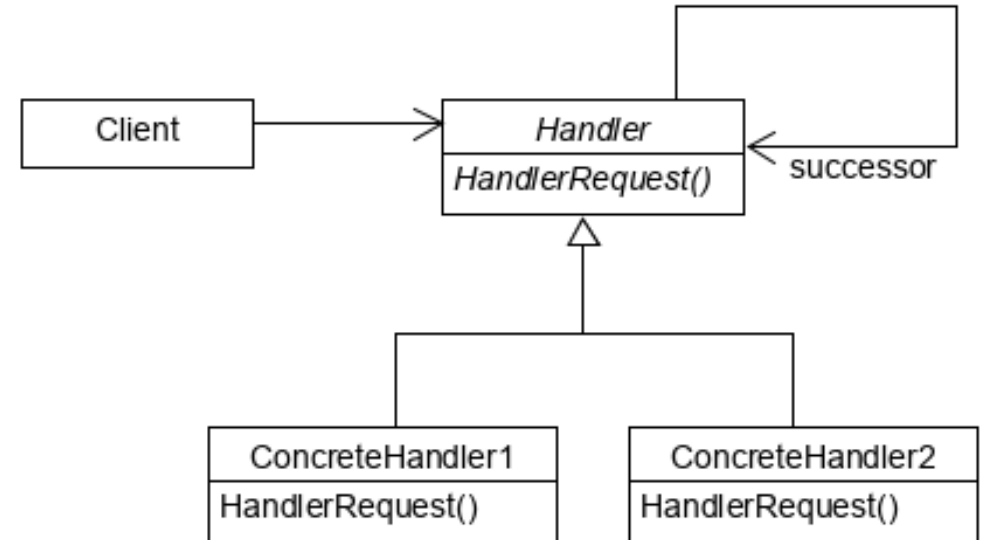 Client
Handler
HandlerRequest()
successor
ConcreteHandler1
HandlerRequest()
ConcreteHandler2
HandlerRequest()